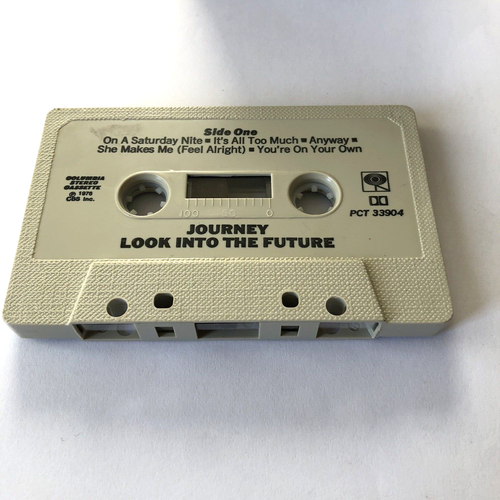 Side One
On A Saturday Nite ▪ It's All Too Much ▪ Anyway ▪
She Makes Me (Feel Alright) ▪ You're On Your Own
COLUMBIA
STEREO
CASSETTE
℗ 1976
CBS Inc.
100 50 0
PCT 33904
JOURNEY
LOOK INTO THE FUTURE